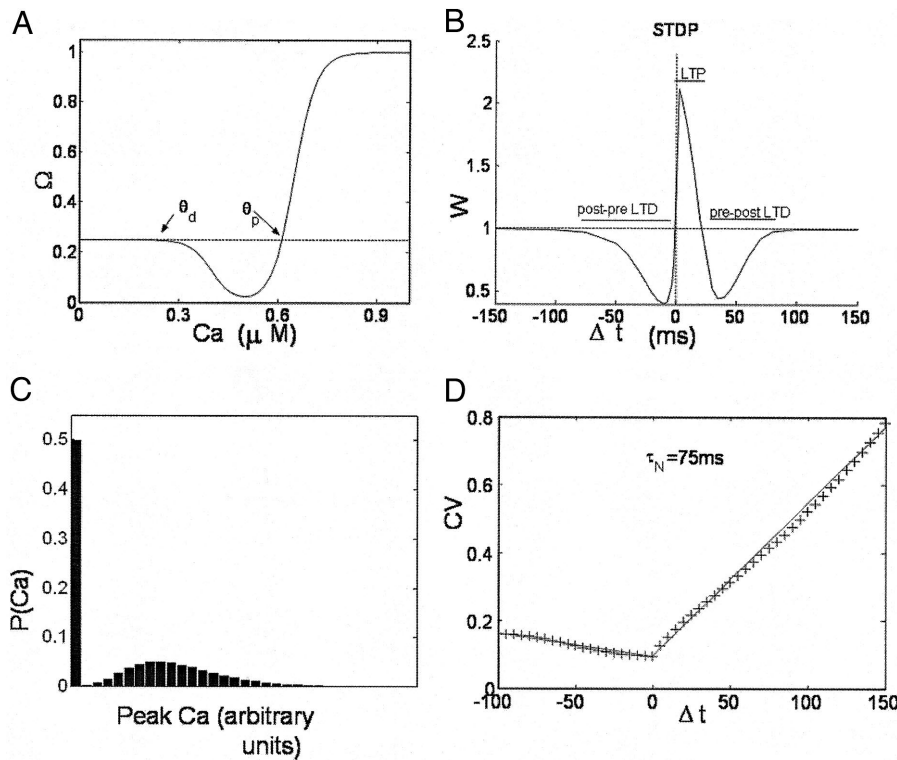 A
1
0.8
0.6
0.4
0.2
0
Ω
θd
θp
0
0.3
0.6
0.9
Ca (μ M)
B
STDP
2.5
2
1.5
1
0.5
W
LTP
post-pre LTD
pre-post LTD
-150
-100
-50
0
50
100
150
Δ t (ms)
C
0.5
0.4
0.3
0.2
0.1
0
P(Ca)
Peak Ca (arbitrary
units)
D
0.8
0.6
0.4
0.2
0
CV
τN=75ms
-100
-50
0
50
100
150
Δ t